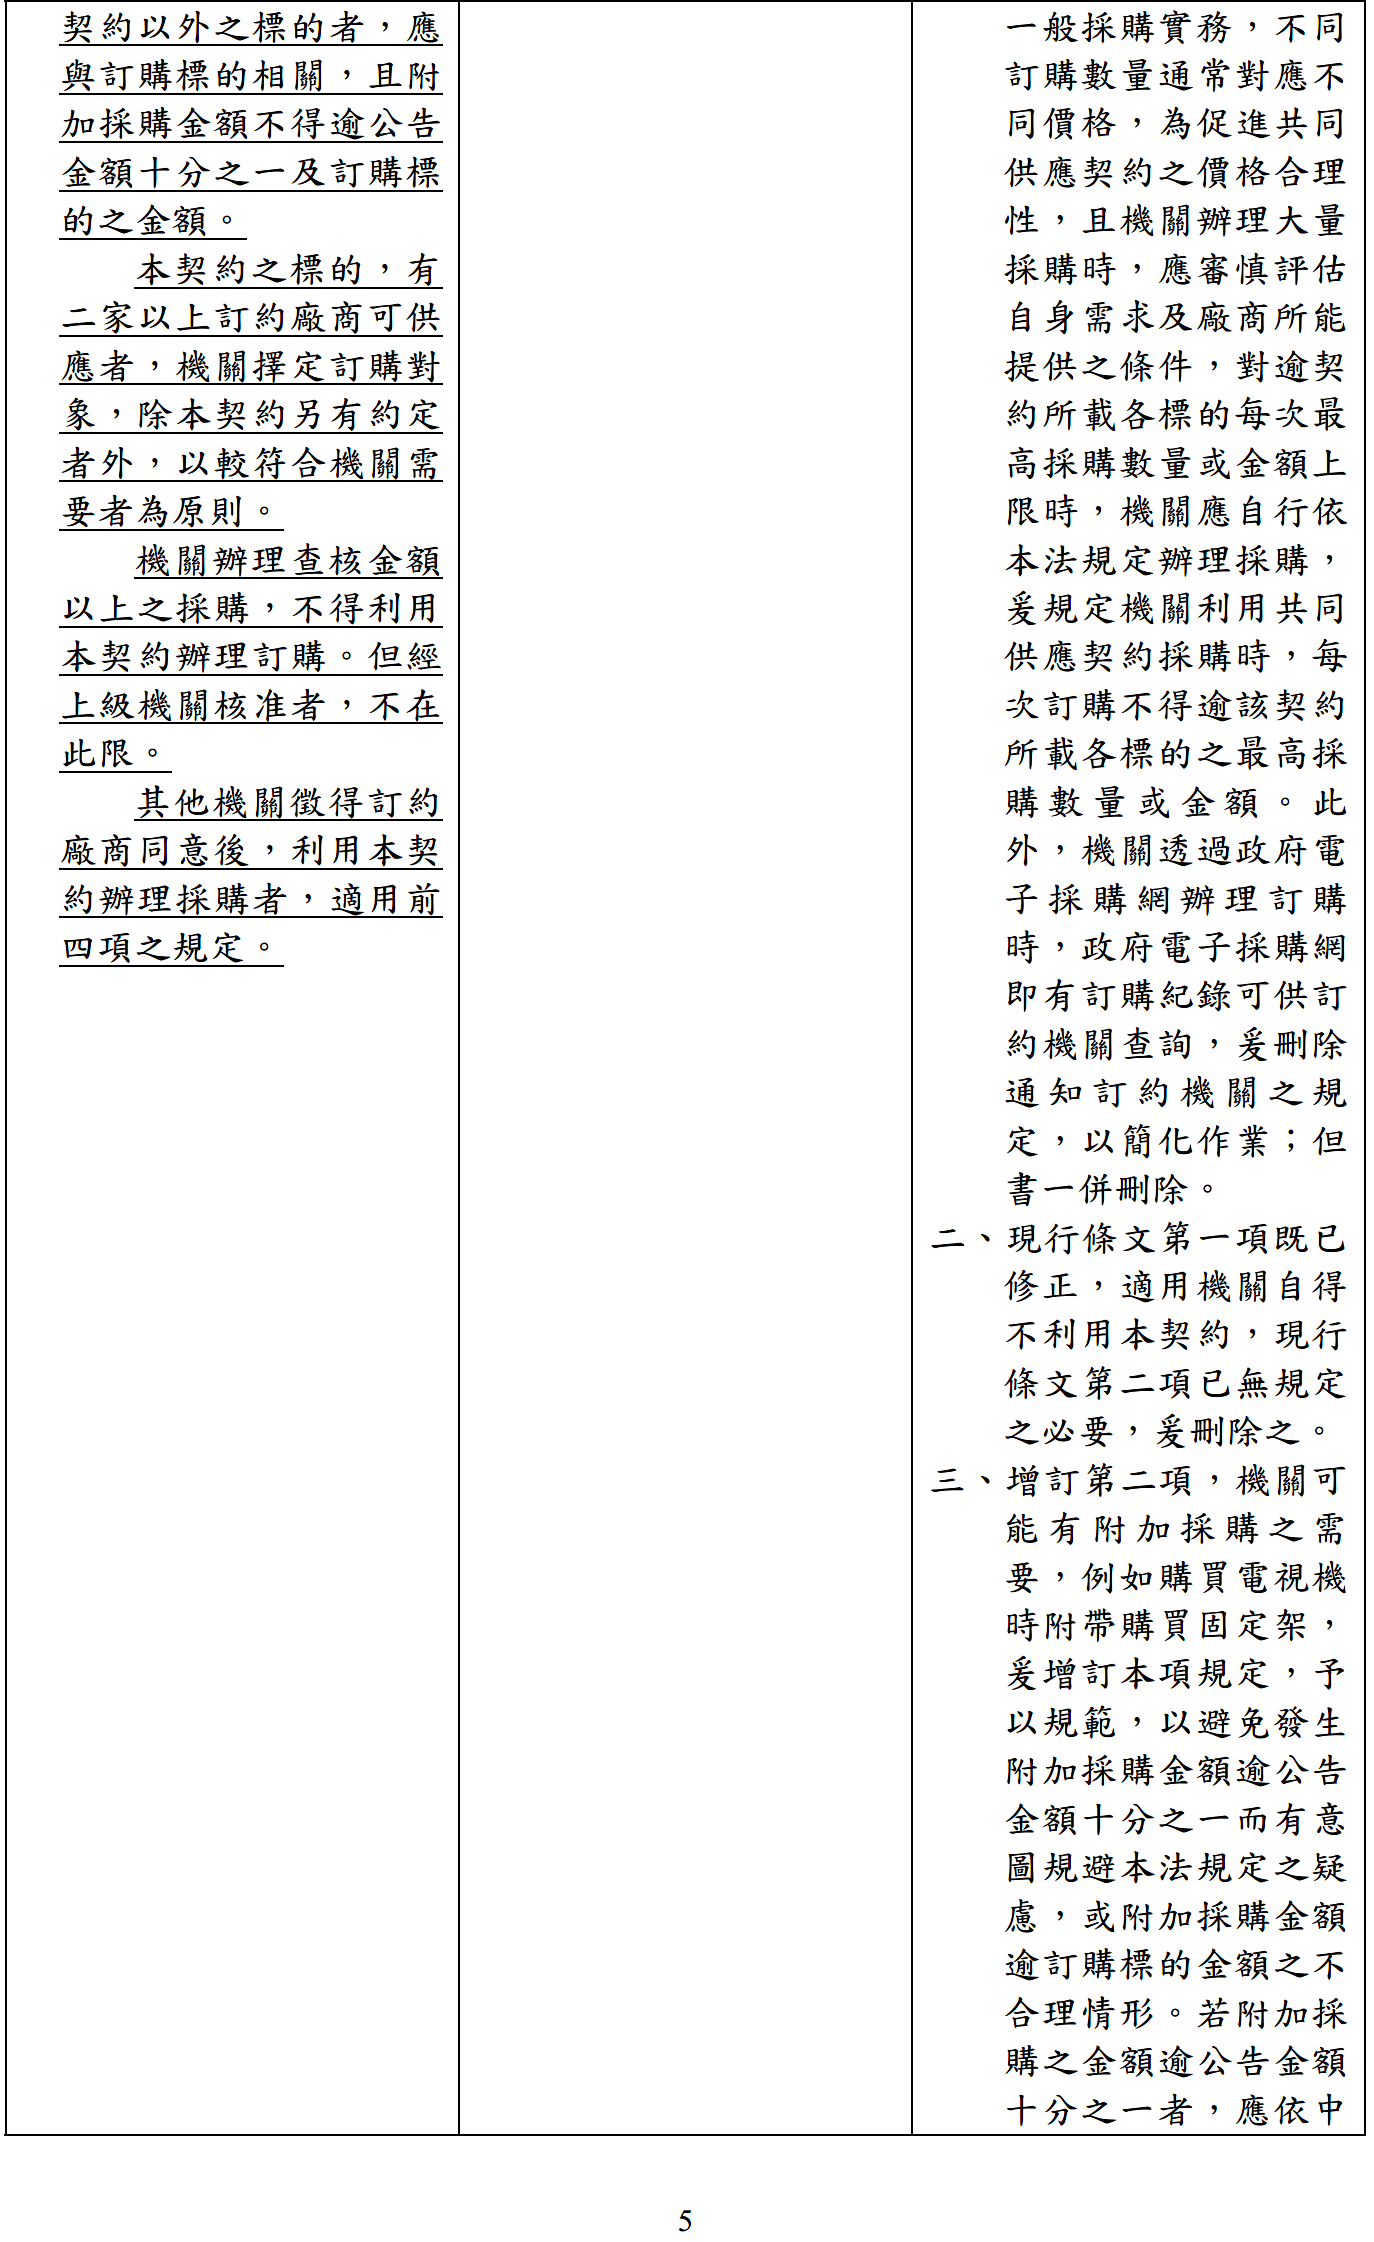 契約以外之標的者，應
與訂購標的相關，且附
加採購金額不得逾公告
金額十分之一及訂購標
的之金額。
本契約之標的，有
二家以上訂約廠商可供
應者，機關擇定訂購對
象，除本契約另有約定
者外，以較符合機關需
要者為原則。
機關辦理查核金額
以上之採購，不得利用
本契約辦理訂購。但經
上級機關核准者，不在
此限。
其他機關徵得訂約
廠商同意後，利用本契
約辦理採購者，適用前
四項之規定。
一般採購實務，不同
訂購數量通常對應不
同價格，為促進共同
供應契約之價格合理
性，且機關辦理大量
採購時，應審慎評估
自身需求及廠商所能
提供之條件，對逾契
約所載各標的每次最
高採購數量或金額上
限時，機關應自行依
本法規定辦理採購，
爰規定機關利用共同
供應契約採購時，每
次訂購不得逾該契約
所載各標的之最高採
購數量或金額。此
外，機關透過政府電
子採購網辦理訂購
時，政府電子採購網
即有訂購紀錄可供訂
約機關查詢，爰刪除
通知訂約機關之規
定，以簡化作業；但
書一併刪除。
二、現行條文第一項既已
修正，適用機關自得
不利用本契約，現行
條文第二項已無規定
之必要，爰刪除之。
三、增訂第二項，機關可
能有附加採購之需
要，例如購買電視機
時附帶購買固定架，
爰增訂本項規定，予
以規範，以避免發生
附加採購金額逾公告
金額十分之一而有意
圖規避本法規定之疑
慮，或附加採購金額
逾訂購標的金額之不
合理情形。若附加採
購之金額逾公告金額
十分之一者，應依中
5